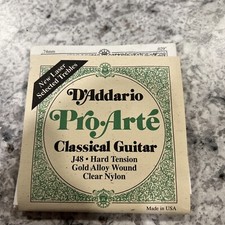 New Laser
Selected Trebles
D'Addario
Pro·Arté
Classical Guitar
J48 • Hard Tension
Gold Alloy Wound
Clear Nylon
Made in USA